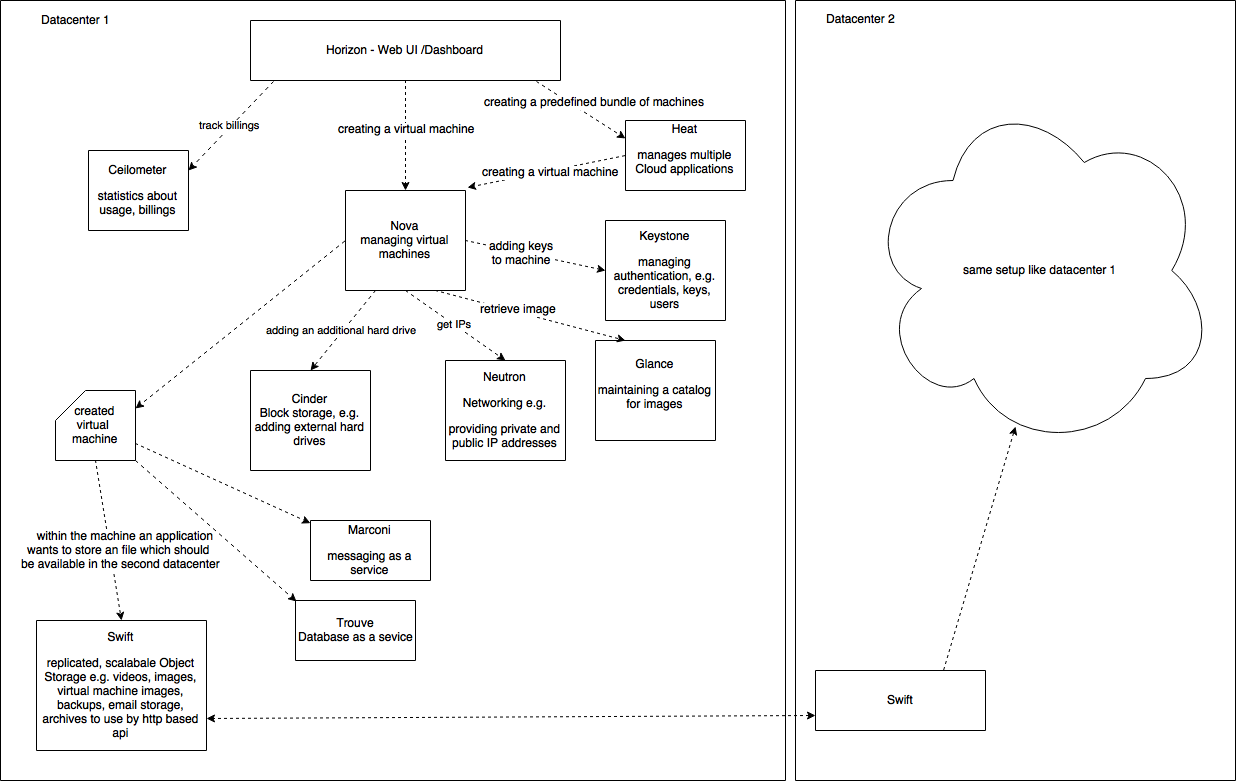 Datacenter 1
Datacenter 2
Horizon - Web UI /Dashboard
creating a predefined bundle of machines
track billings
creating a virtual machine
Heat
manages multiple
Cloud applications
Ceilometer
statistics about
usage, billings
creating a virtual machine
Nova
managing virtual
machines
Keystone
managing
authentication, e.g.
credentials, keys,
users
adding keys
to machine
same setup like datacenter 1
retrieve image
get IPs
adding an additional hard drive
Glance
maintaining a catalog
for images
Neutron
Networking e.g.
providing private and
public IP addresses
Cinder
Block storage, e.g.
adding external hard
drives
created
virtual
machine
within the machine an application
wants to store an file which should
be available in the second datacenter
Marconi
messaging as a
service
Trouve
Database as a sevice
Swift
replicated, scalabale Object
Storage e.g. videos, images,
virtual machine images,
backups, email storage,
archives to use by http based
api
Swift